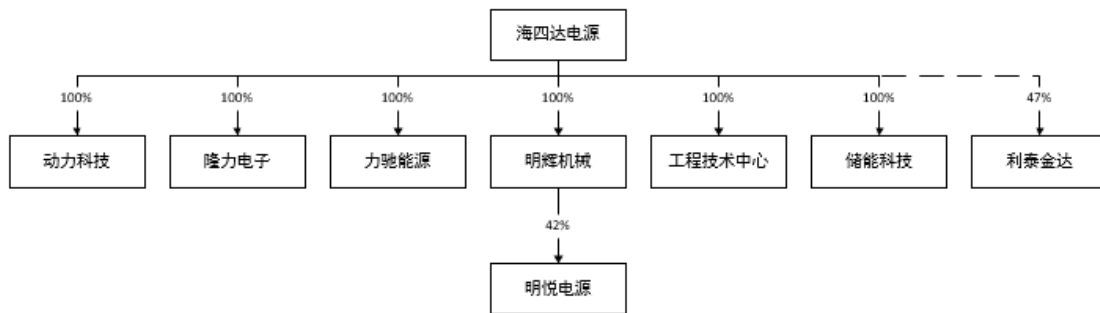 海四达电源
100%
100%
100%
100%
100%
100%
47%
动力科技
隆力电子
力驰能源
明辉机械
工程技术中心
储能科技
利泰金达
42%
明悦电源